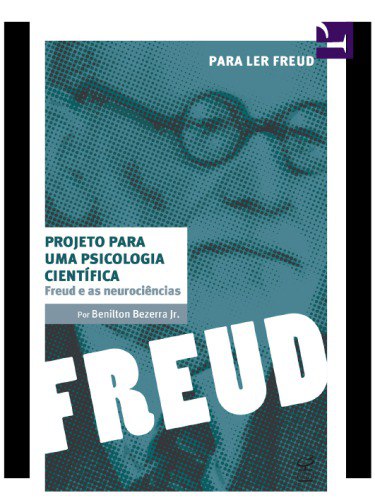 PARA LER FREUD
PROJETO PARA
UMA PSICOLOGIA
CIENTÍFICA
Freud e as neurociências
Por Benilton Bezerra Jr.
FREUD